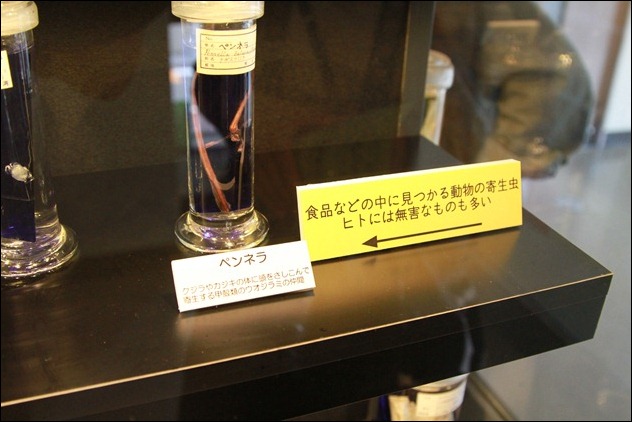 ペンネラ
食品などの中に見つかる動物の寄生虫
ヒトには無害なものも多い
ペンネラ
クジラやカジキの体に頭をさしこんで
寄生する甲殻類のウオジラミの仲間